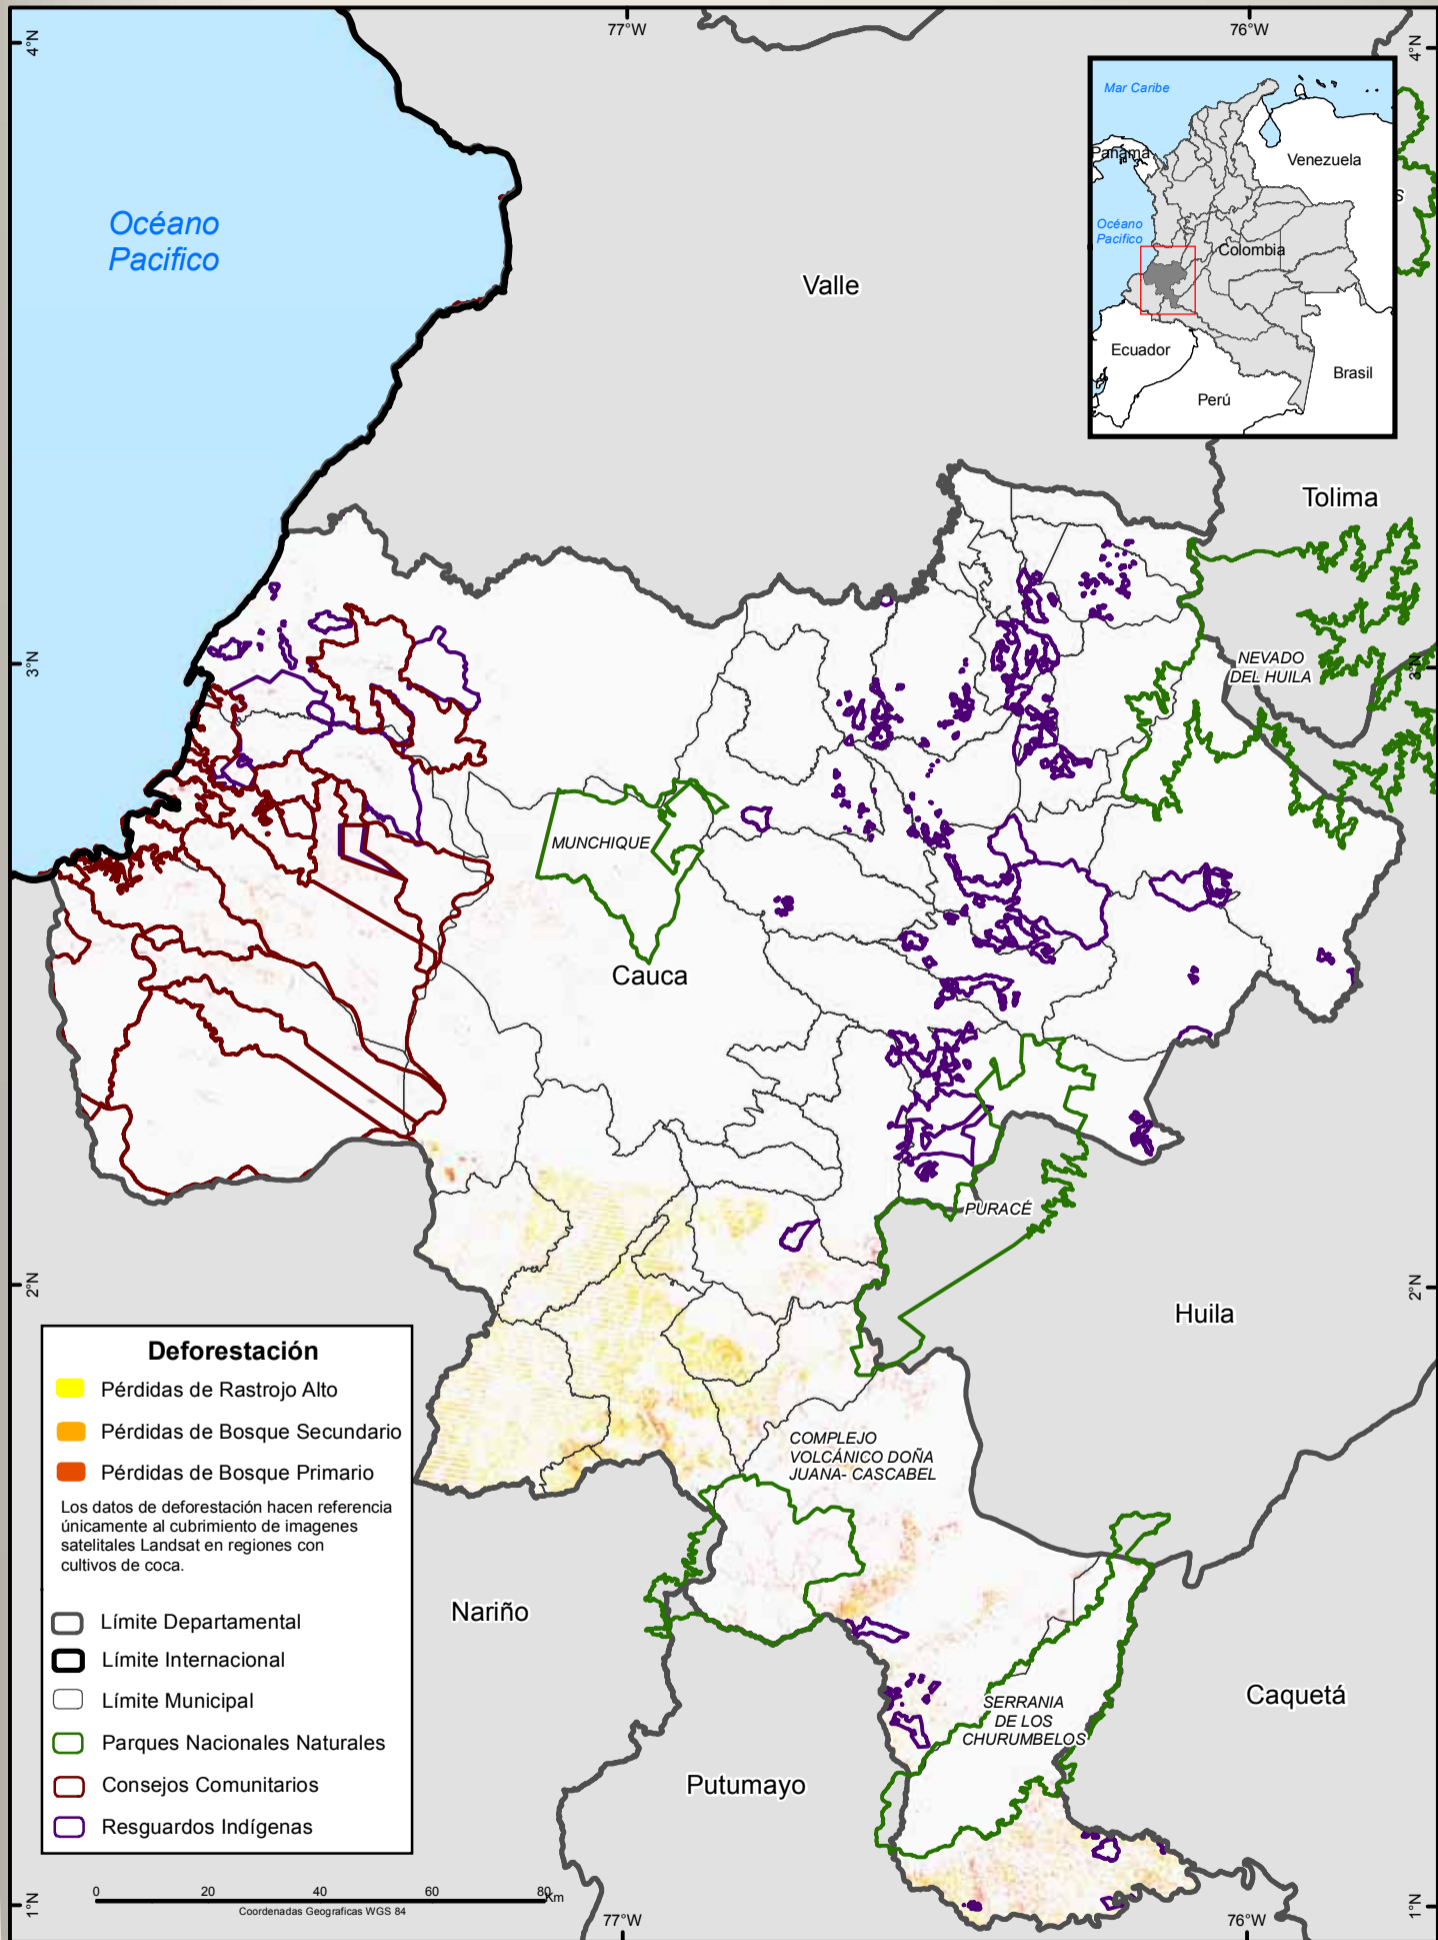 77°W
76°W
4°N
4°N
Mar Caribe
Panamá
Venezuela
Océano
Pacifico
Colombia
Ecuador
Perú
Brasil
S
Océano
Pacifico
Valle
Tolima
3°N
3°N
NEVADO
DEL HUILA
MUNCHIQUE
Cauca
PURACÉ
2°N
2°N
Huila
Deforestación
Pérdidas de Rastrojo Alto
Pérdidas de Bosque Secundario
Pérdidas de Bosque Primario
Los datos de deforestación hacen referencia
únicamente al cubrimiento de imagenes
satelitales Landsat en regiones con
cultivos de coca.
Límite Departamental
Límite Internacional
Límite Municipal
Parques Nacionales Naturales
Consejos Comunitarios
Resguardos Indígenas
COMPLEJO
VOLCÁNICO DOÑA
JUANA- CASCABEL
Nariño
SERRANIA
DE LOS
CHURUMBELOS
Caquetá
Putumayo
0 20 40 60 80 Km
Coordenadas Geograficas WGS 84
1°N
1°N
77°W
76°W